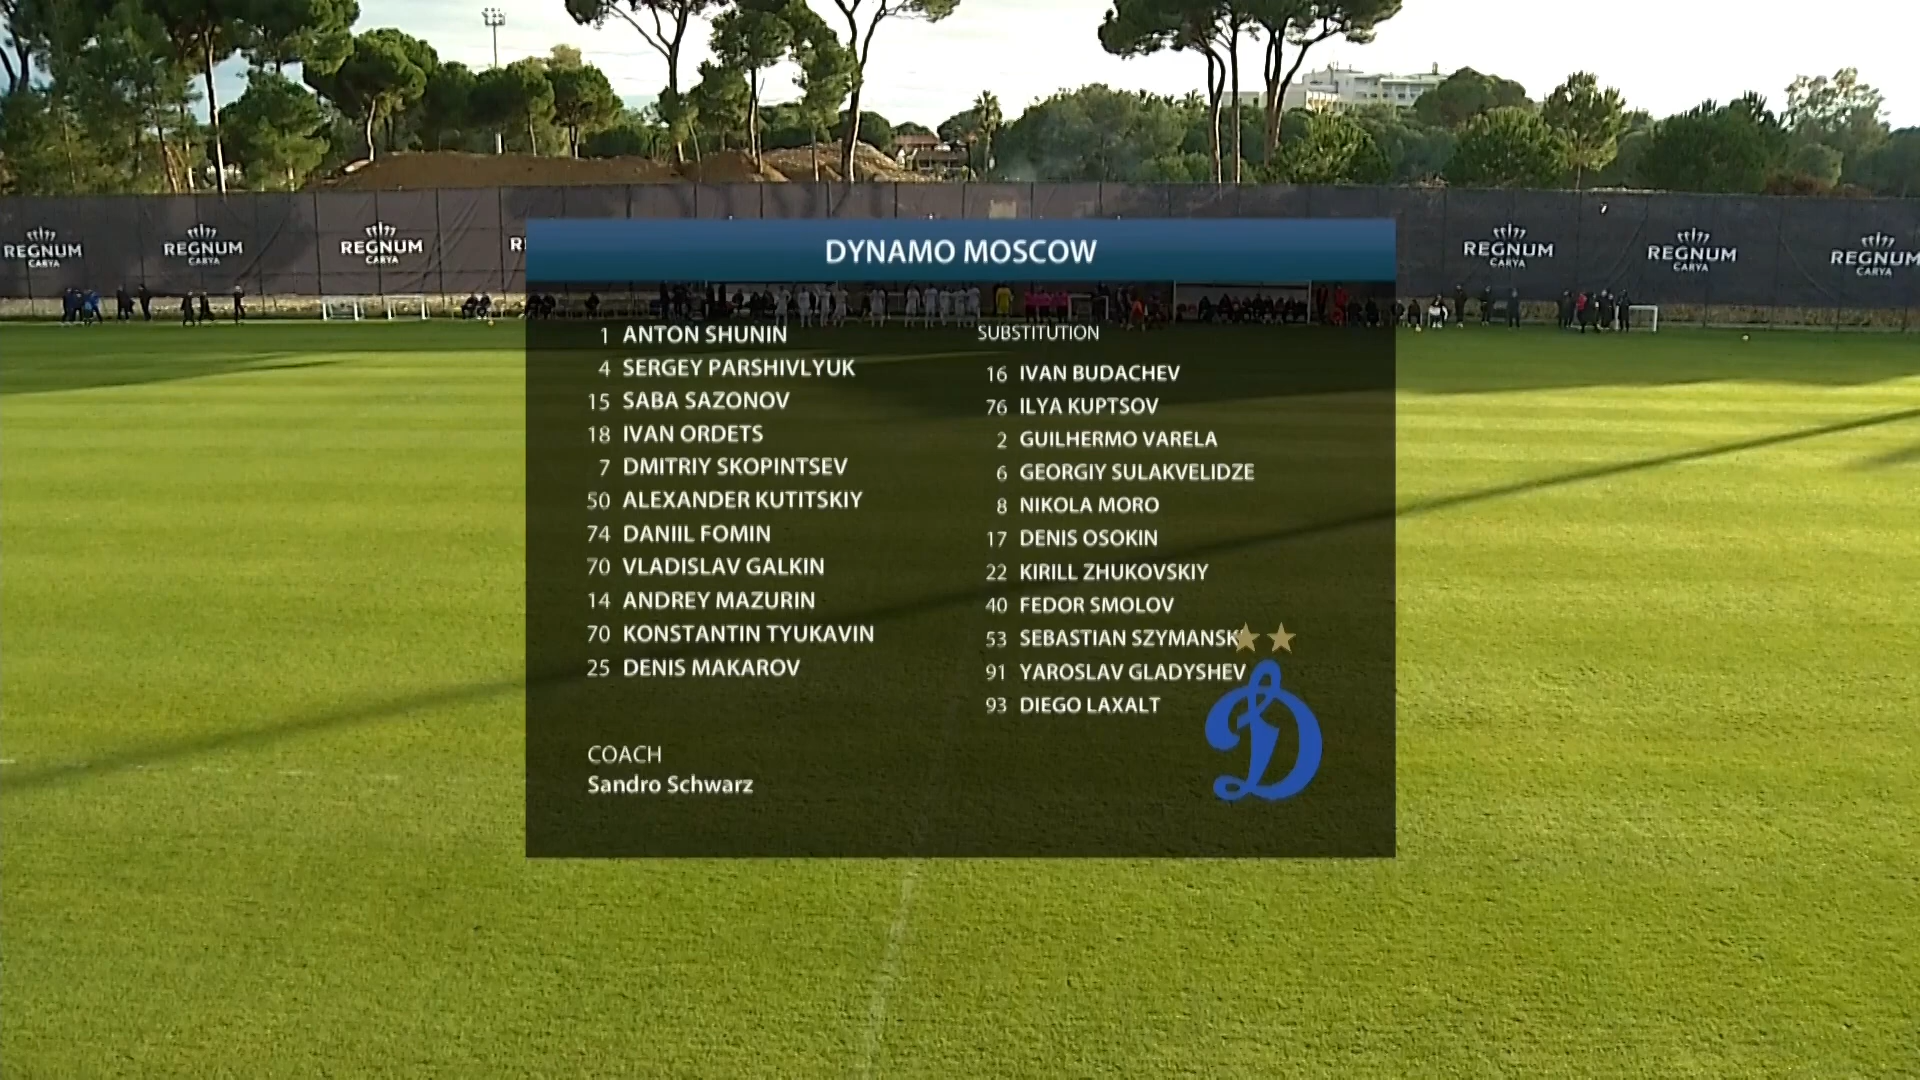 REGNUM
CARYA
REGNUM
CARYA
REGNUM
CARYA
R
REGNUM
CARYA
REGNUM
CARYA
REGNUM
CARYA
DYNAMO MOSCOW
1 ANTON SHUNIN
4 SERGEY PARSHIVLYUK
15 SABA SAZONOV
18 IVAN ORDETS
7 DMITRIY SKOPINTSEV
50 ALEXANDER KUTITSKIY
74 DANIIL FOMIN
70 VLADISLAV GALKIN
14 ANDREY MAZURIN
70 KONSTANTIN TYUKAVIN
25 DENIS MAKAROV
COACH
Sandro Schwarz
SUBSTITUTION
16 IVAN BUDACHEV
76 ILYA KUPTSOV
2 GUILHERMO VARELA
6 GEORGIY SULAKVELIDZE
8 NIKOLA MORO
17 DENIS OSOKIN
22 KIRILL ZHUKOVSKIY
40 FEDOR SMOLOV
53 SEBASTIAN SZYMANSKI
91 YAROSLAV GLADYSHEV
93 DIEGO LAXALT
D